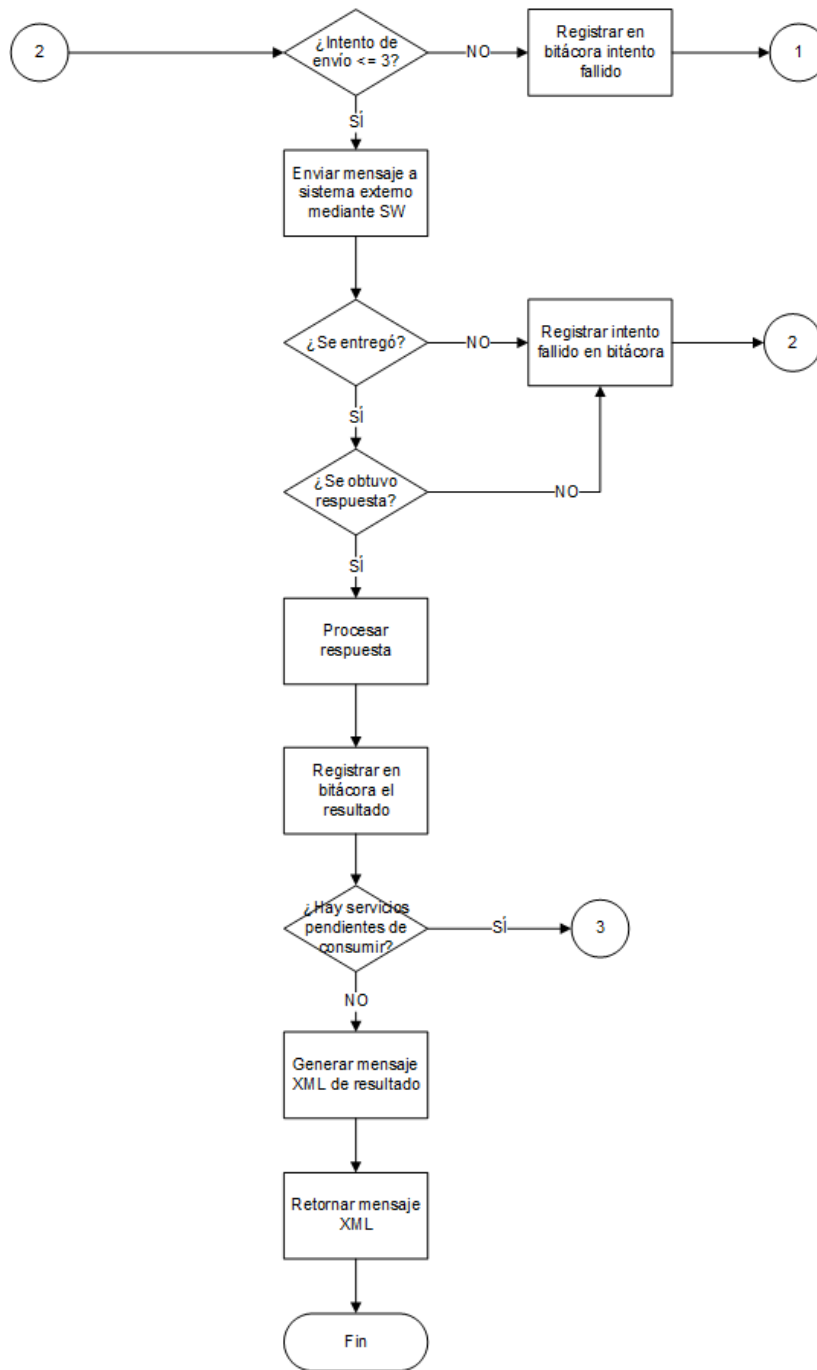 2
¿Intento de
envío <= 3?
NO
Registrar en
bitácora intento
fallido
1
SÍ
Enviar mensaje a
sistema externo
mediante SW
¿Se entregó?
NO
Registrar intento
fallido en bitácora
2
SÍ
¿Se obtuvo
respuesta?
NO
SÍ
Procesar
respuesta
Registrar en
bitácora el
resultado
¿Hay servicios
pendientes de
consumir?
SÍ
3
NO
Generar mensaje
XML de resultado
Retornar mensaje
XML
Fin